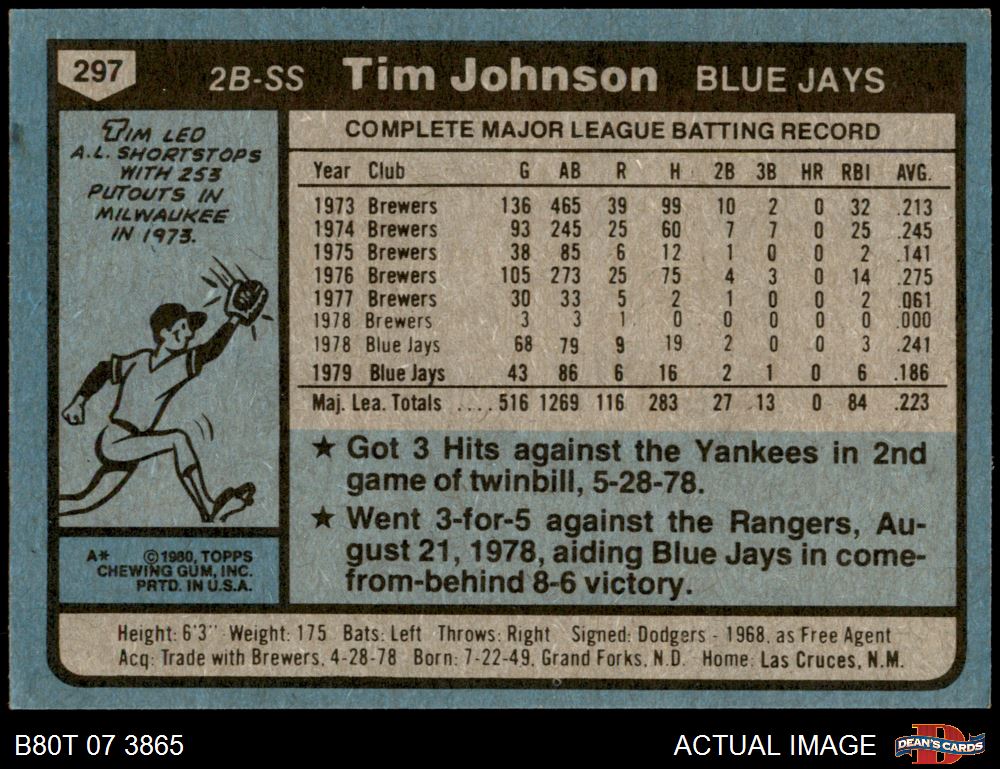 297 2B-SS Tim Johnson BLUE JAYS
TIM LED
A.L. SHORTSTOPS
WITH 253
PUTOUTS IN
MILWAUKEE
IN 1973.
COMPLETE MAJOR LEAGUE BATTING RECORD
Year Club G AB R H 2B 3B HR RBI AVG.
1973 Brewers 136 465 39 99 10 2 0 32 .213
1974 Brewers 93 245 25 60 7 7 0 25 .245
1975 Brewers 38 85 6 12 1 0 0 2 .141
1976 Brewers 105 273 25 75 4 3 0 14 .275
1977 Brewers 30 33 5 2 1 0 0 2 .061
1978 Brewers 3 3 1 0 0 0 0 0 .000
1978 Blue Jays 68 79 9 19 2 0 0 3 .241
1979 Blue Jays 43 86 6 16 2 1 0 6 .186
Maj. Lea. Totals .... 516 1269 116 283 27 13 0 84 .223
★ Got 3 Hits against the Yankees in 2nd
game of twinbill, 5-28-78.
★ Went 3-for-5 against the Rangers, Au-
gust 21, 1978, aiding Blue Jays in come-
from-behind 8-6 victory.
A* ©1980, TOPPS
CHEWING GUM, INC.
PRTD. IN U.S.A.
Height: 6'3" Weight: 175 Bats: Left Throws: Right Signed: Dodgers - 1968, as Free Agent
Acq: Trade with Brewers, 4-28-78 Born: 7-22-49, Grand Forks, N.D. Home: Las Cruces, N.M.
B80T 07 3865 ACTUAL IMAGE D DEAN'S CARDS